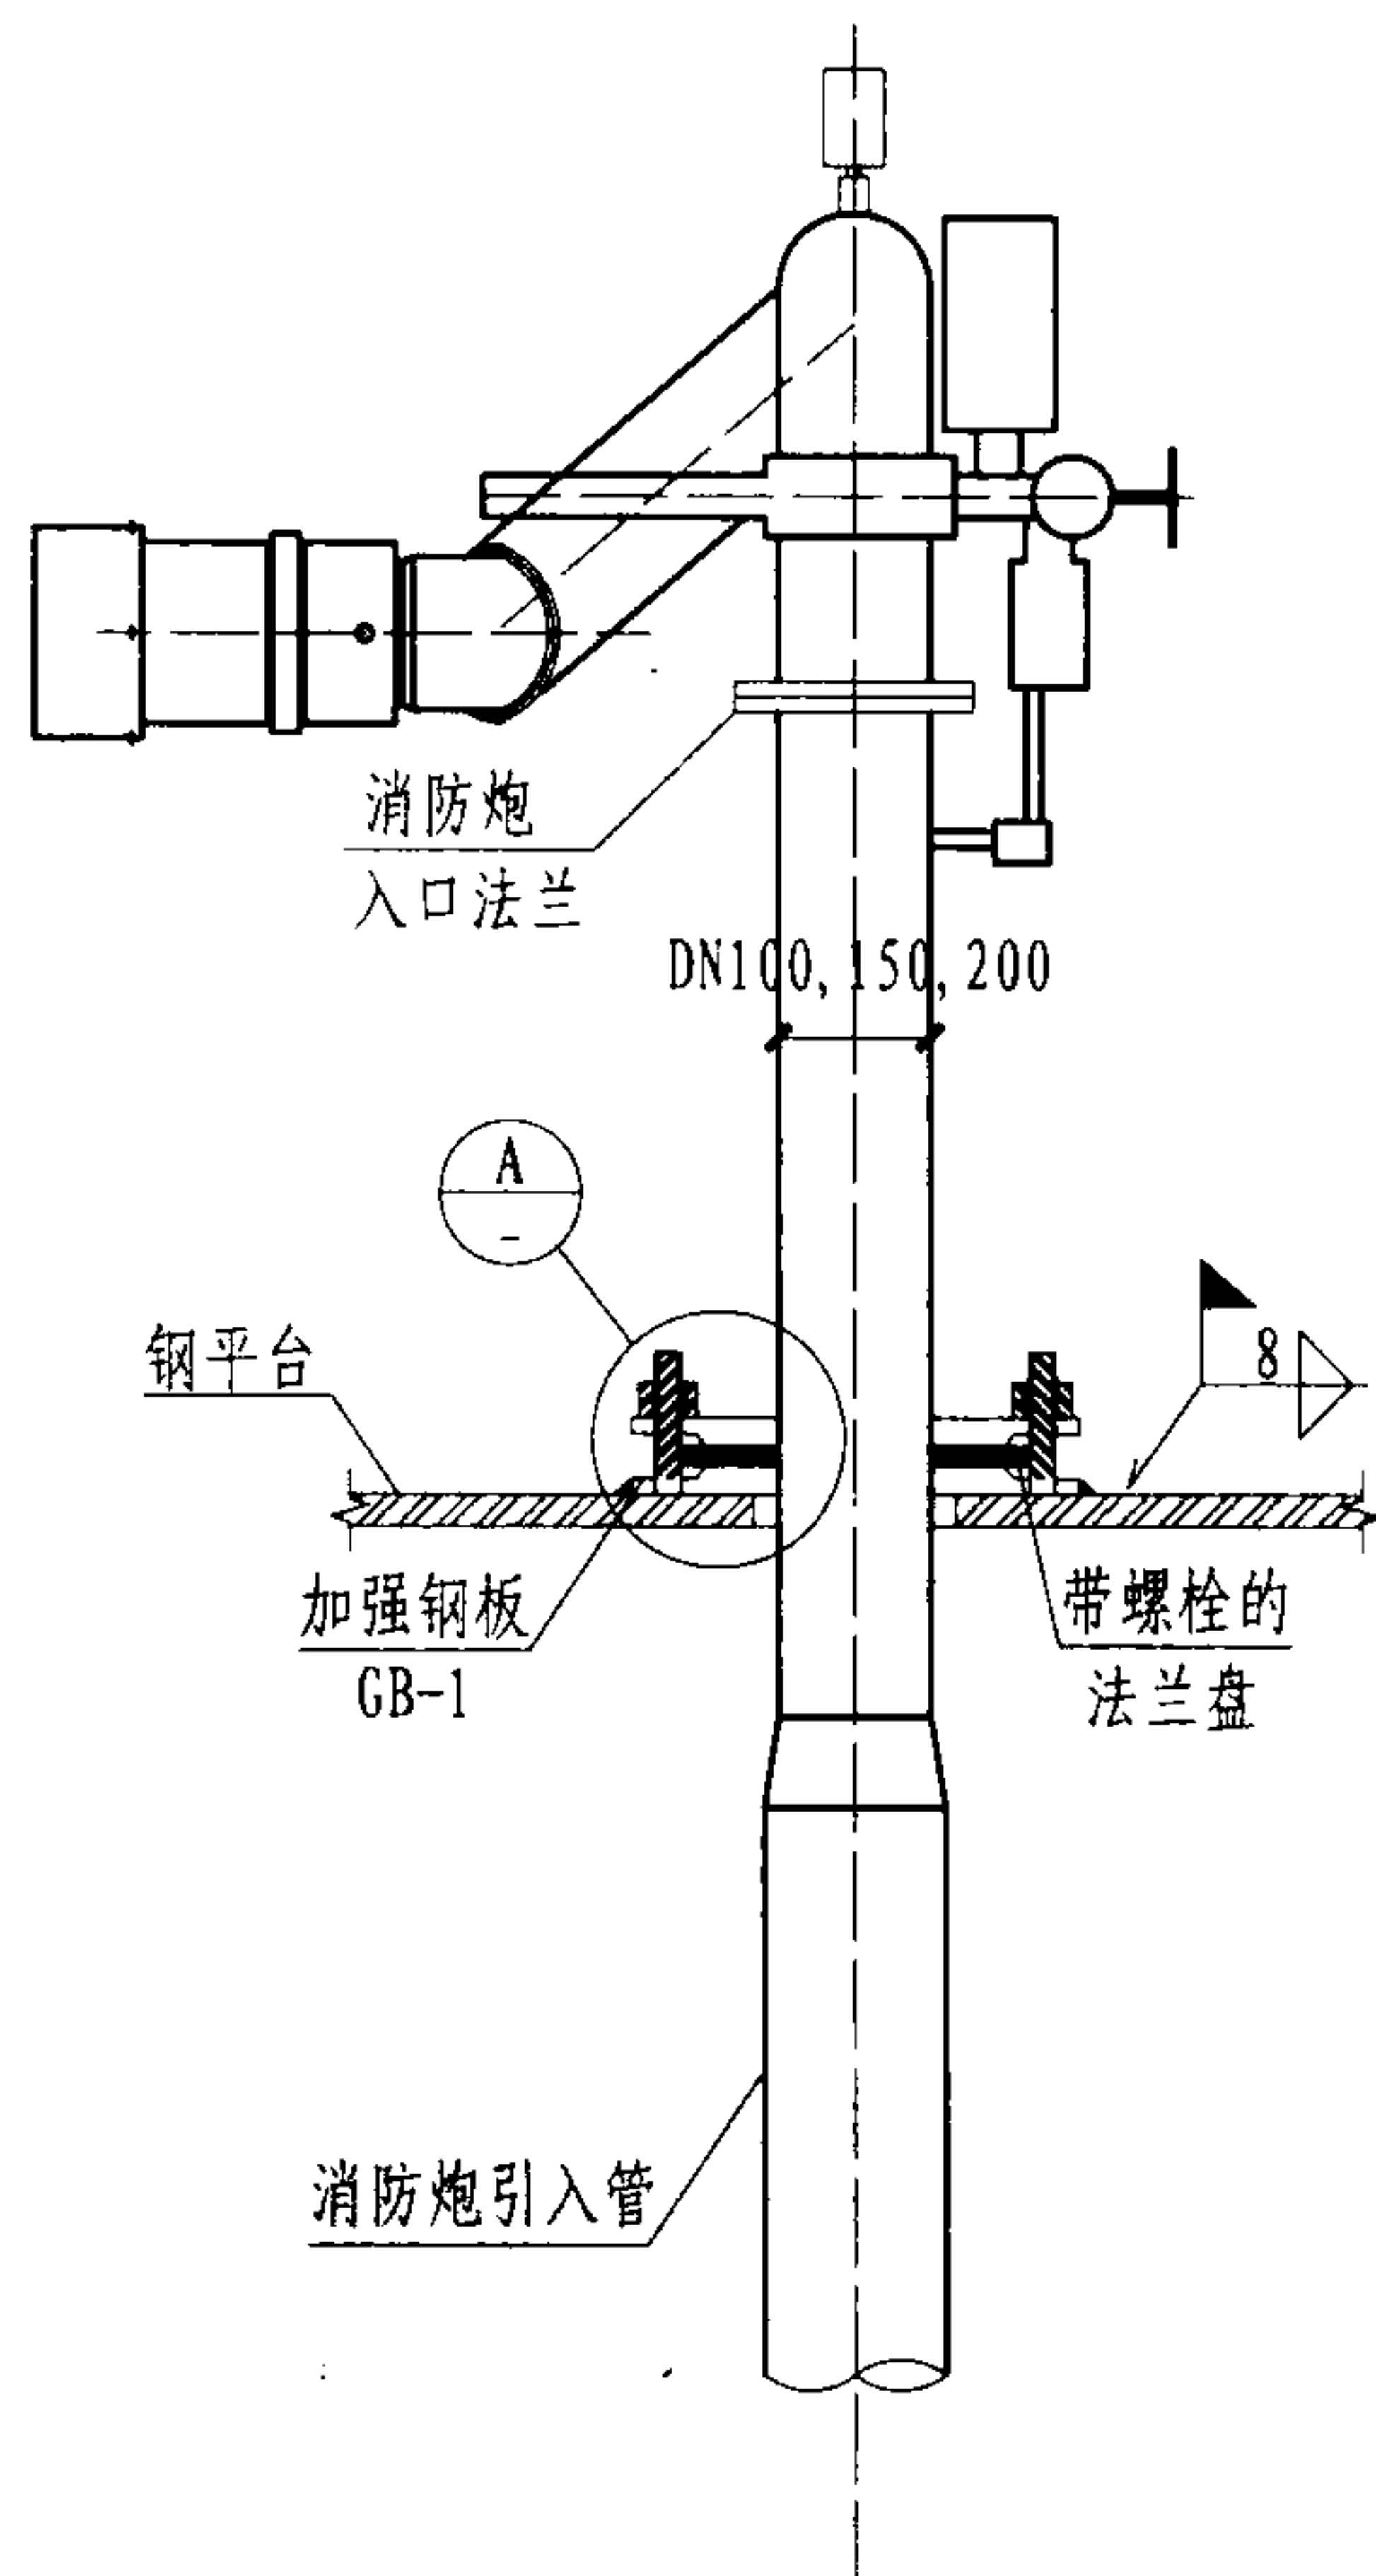 消防炮
入口法兰
DN100,150,200
A
-
钢平台
8
加强钢板
GB-1
带螺栓的
法兰盘
消防炮引入管